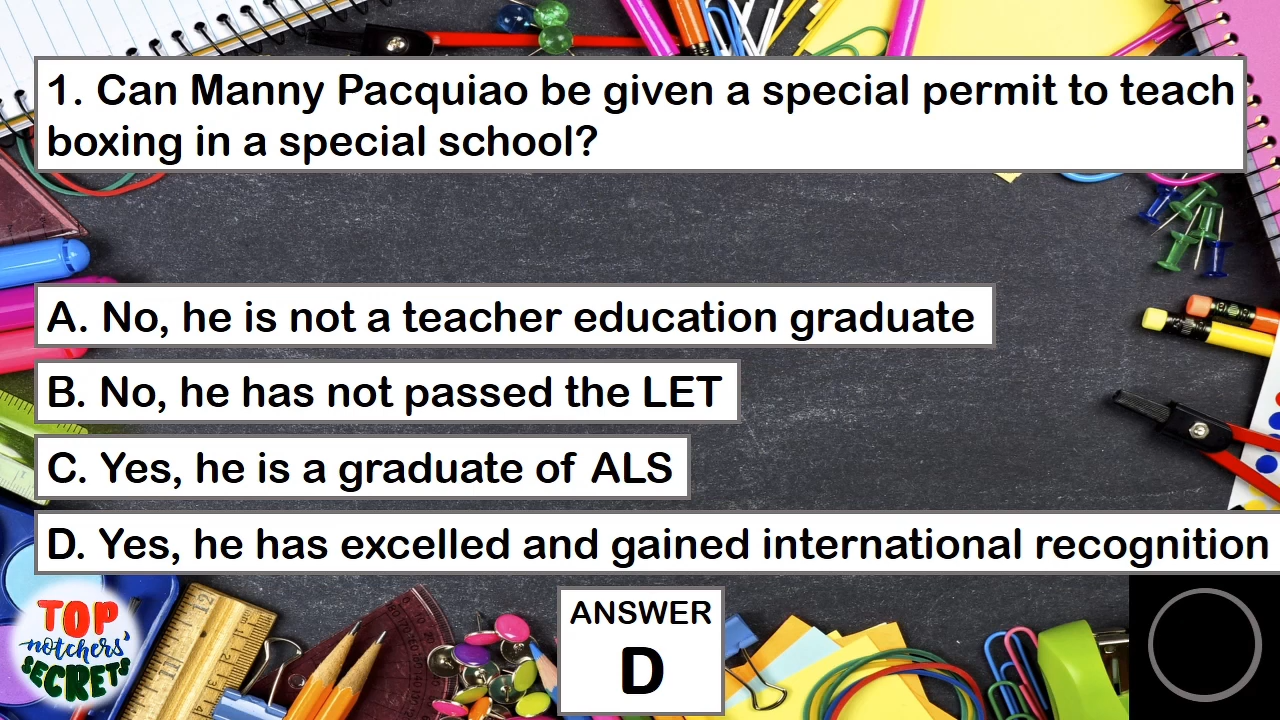 1. Can Manny Pacquiao be given a special permit to teach
boxing in a special school?
A. No, he is not a teacher education graduate
B. No, he has not passed the LET
C. Yes, he is a graduate of ALS
D. Yes, he has excelled and gained international recognition
ANSWER
D
TOP
notchers'
SECRETS